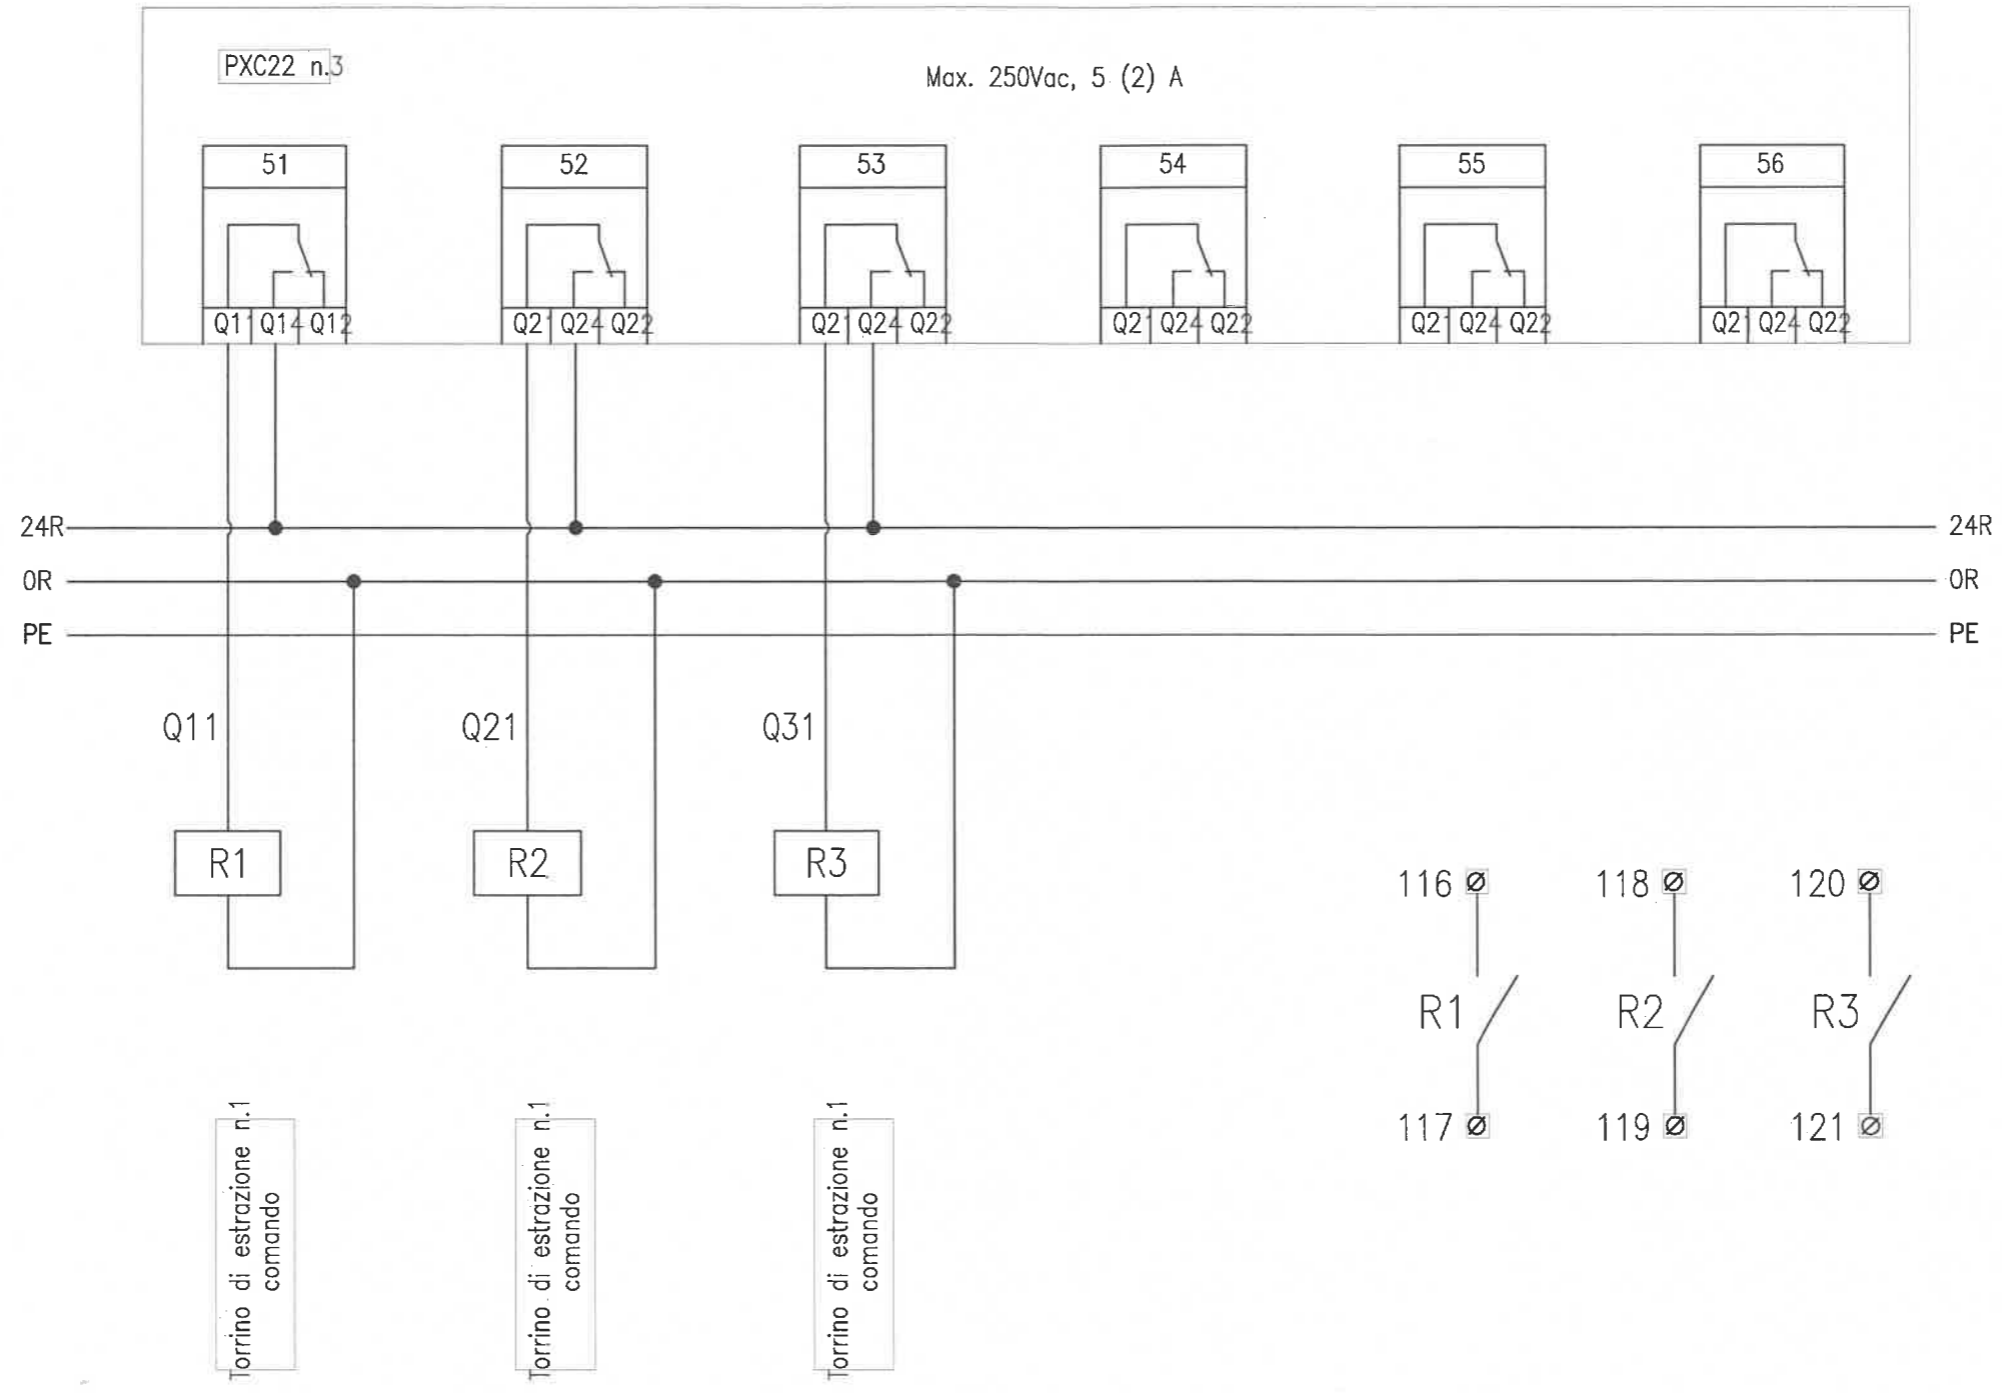 PXC22 n.3
Max. 250Vac, 5 (2) A
51
52
53
54
55
56
Q11 Q14 Q12
Q21 Q24 Q22
Q21 Q24 Q22
Q21 Q24 Q22
Q21 Q24 Q22
Q21 Q24 Q22
24R
24R
0R
0R
PE
PE
Q11
Q21
Q31
R1
R2
R3
116
118
120
R1
R2
R3
117
119
121
Torrino di estrazione n.1
comando
Torrino di estrazione n.1
comando
Torrino di estrazione n.1
comando